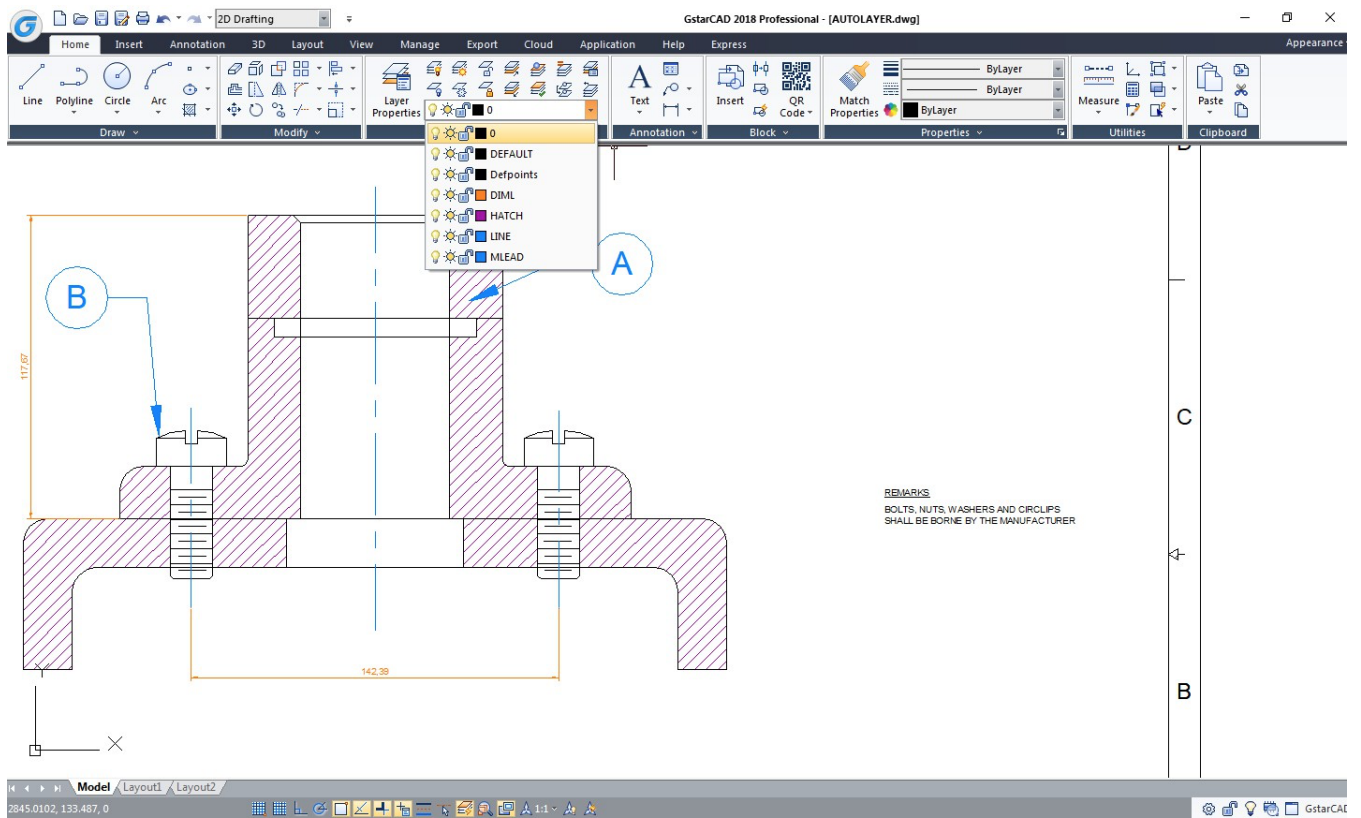 2D Drafting
GstarCAD 2018 Professional - [AUTOLAYER.dwg]
Home Insert Annotation 3D Layout View Manage Export Cloud Application Help Express
Appearance
Line Polyline Circle Arc
Layer
Properties
0
Text
Insert
QR
Code
Match
Properties
ByLayer
ByLayer
ByLayer
Measure
Paste
Draw Modify Annotation Block Properties Utilities Clipboard
0
DEFAULT
Defpoints
DIML
HATCH
LINE
MLEAD
A
B
117,67
142,39
REMARKS
BOLTS, NUTS, WASHERS AND CIRCLIPS
SHALL BE BORNE BY THE MANUFACTURER
C
B
Y
X
Model Layout1 Layout2
2845.0102, 133.487, 0
1:1
GstarCAD